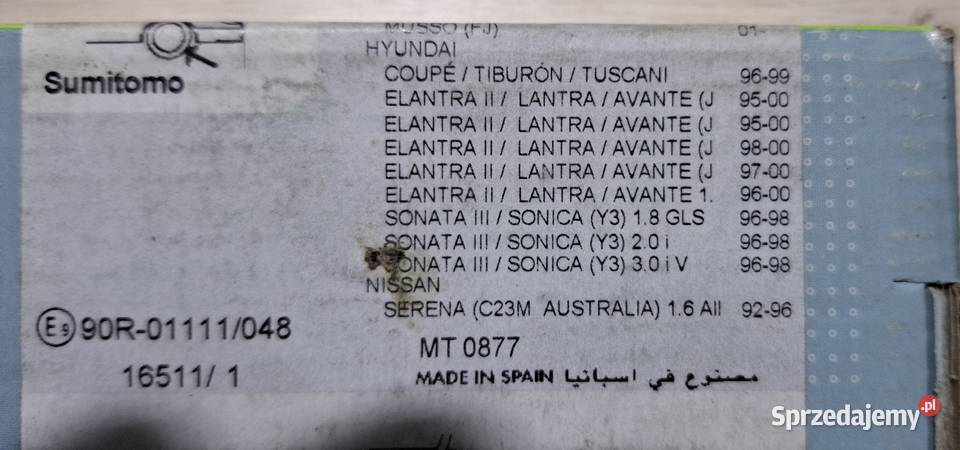 MUSSO (FJ) 01-
HYUNDAI
Sumitomo
COUPÉ / TIBURÓN / TUSCANI 96-99
ELANTRA II / LANTRA / AVANTE (J 95-00
ELANTRA II / LANTRA / AVANTE (J 95-00
ELANTRA II / LANTRA / AVANTE (J 98-00
ELANTRA II / LANTRA / AVANTE (J 97-00
ELANTRA II / LANTRA / AVANTE 1. 96-00
SONATA III / SONICA (Y3) 1.8 GLS 96-98
SONATA III / SONICA (Y3) 2.0 i 96-98
SONATA III / SONICA (Y3) 3.0 i V 96-98
NISSAN
SERENA (C23M AUSTRALIA) 1.6 All 92-96
E9 90R-01111/048
MT 0877
16511/ 1
MADE IN SPAIN مصنوع في اسبانيا
Sprzedajemy.pl